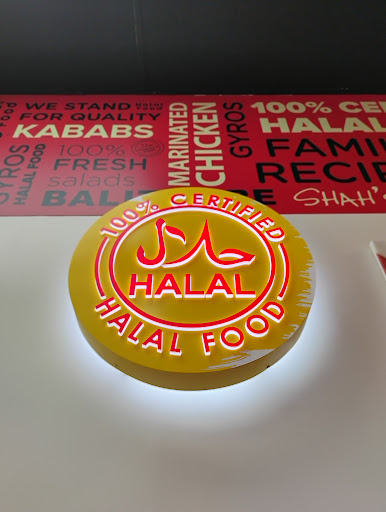 WE STAND
FOR QUALITY
KABABS
100%
FRESH
salads
GYROS
HALAL FOOD
MARINATED
CHICKEN
GYROS
100% CERT
HALAL
FAMI
RECIP
SHAH'S
100% CERTIFIED
حلال
HALAL
HALAL FOOD